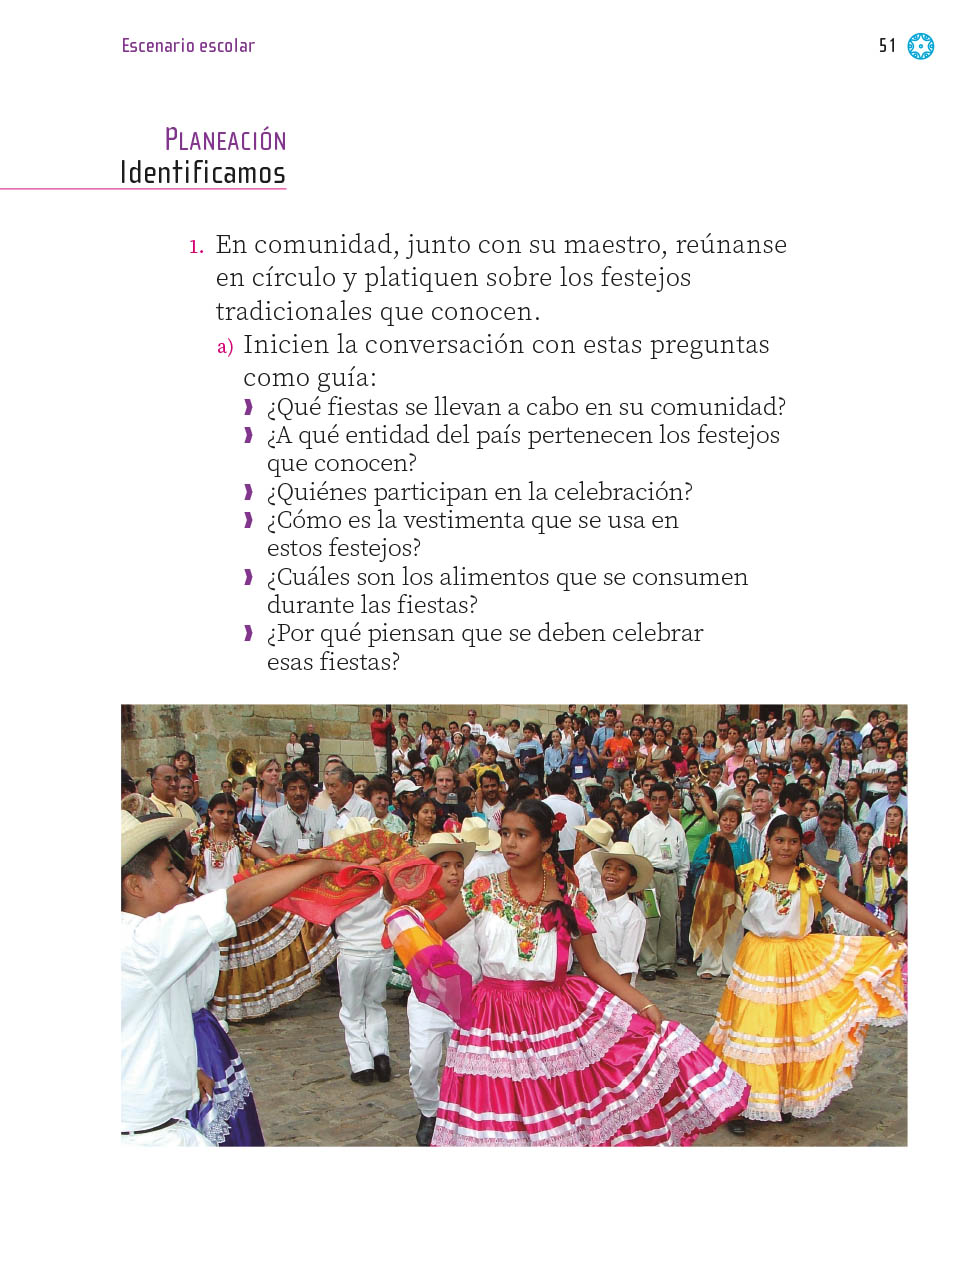 Escenario escolar
51
PLANEACIÓN
Identificamos
1. En comunidad, junto con su maestro, reúnanse
en círculo y platiquen sobre los festejos
tradicionales que conocen.
a) Inicien la conversación con estas preguntas
como guía:
¿Qué fiestas se llevan a cabo en su comunidad?
¿A qué entidad del país pertenecen los festejos
que conocen?
¿Quiénes participan en la celebración?
¿Cómo es la vestimenta que se usa en
estos festejos?
¿Cuáles son los alimentos que se consumen
durante las fiestas?
¿Por qué piensan que se deben celebrar
esas fiestas?